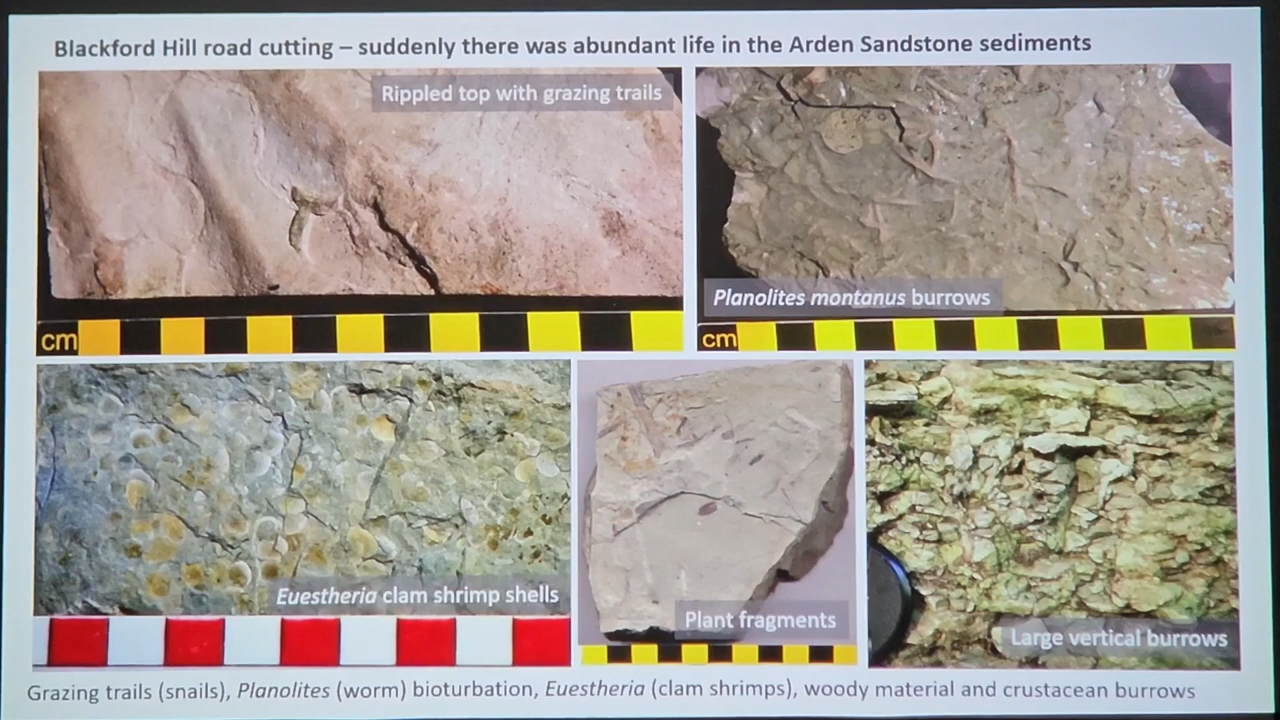 Blackford Hill road cutting – suddenly there was abundant life in the Arden Sandstone sediments
Rippled top with grazing trails
cm
Planolites montanus burrows
cm
Euestheria clam shrimp shells
Plant fragments
Large vertical burrows
Grazing trails (snails), Planolites (worm) bioturbation, Euestheria (clam shrimps), woody material and crustacean burrows